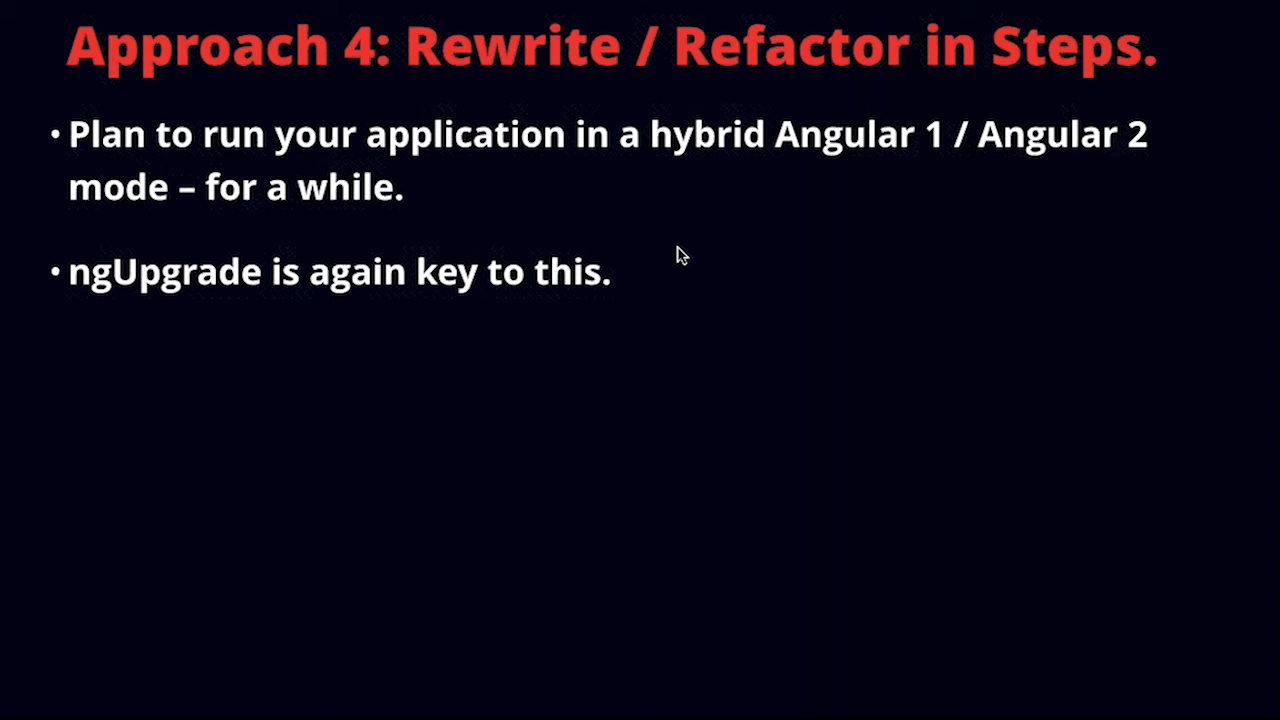 Approach 4: Rewrite / Refactor in Steps.
• Plan to run your application in a hybrid Angular 1 / Angular 2
mode – for a while.
• ngUpgrade is again key to this.